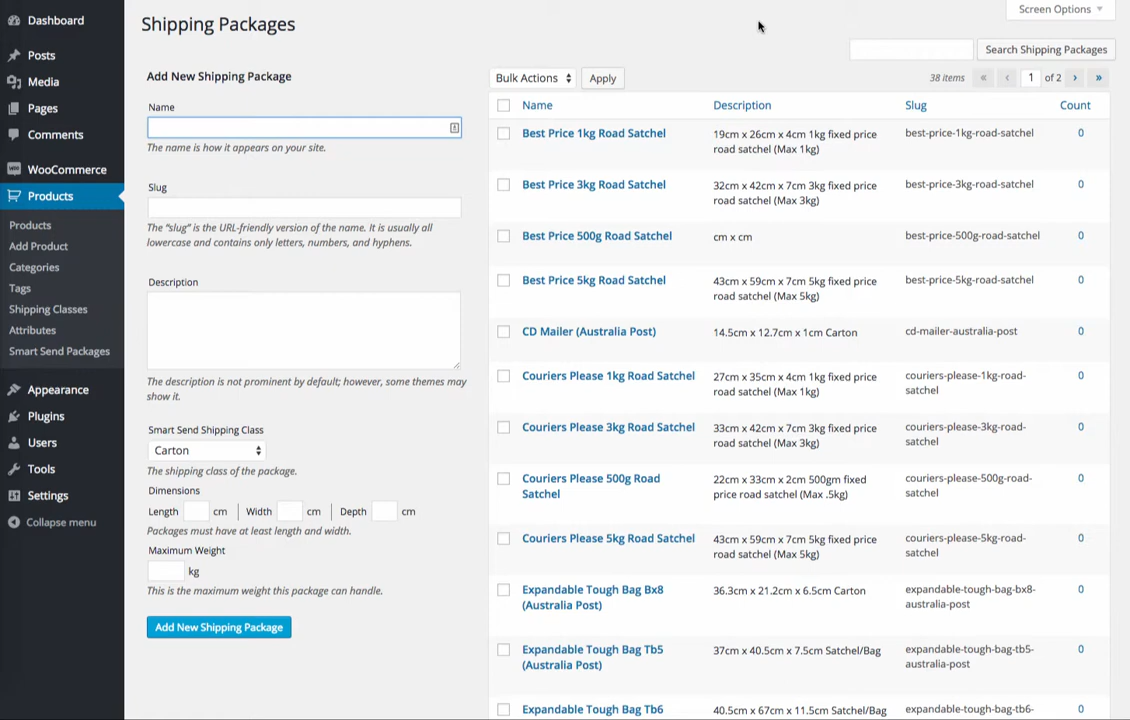 Dashboard
Posts
Media
Pages
Comments
WooCommerce
Products
Products
Add Product
Categories
Tags
Shipping Classes
Attributes
Smart Send Packages
Appearance
Plugins
Users
Tools
Settings
Collapse menu
Shipping Packages
Screen Options
Search Shipping Packages
Add New Shipping Package
Name
The name is how it appears on your site.
Slug
The “slug” is the URL-friendly version of the name. It is usually all
lowercase and contains only letters, numbers, and hyphens.
Description
The description is not prominent by default; however, some themes may
show it.
Smart Send Shipping Class
Carton
The shipping class of the package.
Dimensions
Length cm | Width cm | Depth cm
Packages must have at least length and width.
Maximum Weight
kg
This is the maximum weight this package can handle.
Add New Shipping Package
Bulk Actions Apply 38 items « ‹ 1 of 2 › »
Name Description Slug Count
Best Price 1kg Road Satchel 19cm x 26cm x 4cm 1kg fixed price best-price-1kg-road-satchel 0
road satchel (Max 1kg)
Best Price 3kg Road Satchel 32cm x 42cm x 7cm 3kg fixed price best-price-3kg-road-satchel 0
road satchel (Max 3kg)
Best Price 500g Road Satchel cm x cm best-price-500g-road-satchel 0
Best Price 5kg Road Satchel 43cm x 59cm x 7cm 5kg fixed price best-price-5kg-road-satchel 0
road satchel (Max 5kg)
CD Mailer (Australia Post) 14.5cm x 12.7cm x 1cm Carton cd-mailer-australia-post 0
Couriers Please 1kg Road Satchel 27cm x 35cm x 4cm 1kg fixed price couriers-please-1kg-road- 0
road satchel (Max 1kg) satchel
Couriers Please 3kg Road Satchel 33cm x 42cm x 7cm 3kg fixed price couriers-please-3kg-road- 0
road satchel (Max 3kg) satchel
Couriers Please 500g Road 22cm x 33cm x 2cm 500gm fixed couriers-please-500g-road- 0
Satchel price road satchel (Max .5kg) satchel
Couriers Please 5kg Road Satchel 43cm x 59cm x 7cm 5kg fixed price couriers-please-5kg-road- 0
road satchel (Max 5kg) satchel
Expandable Tough Bag Bx8 36.3cm x 21.2cm x 6.5cm Carton expandable-tough-bag-bx8- 0
(Australia Post) australia-post
Expandable Tough Bag Tb5 37cm x 40.5cm x 7.5cm Satchel/Bag expandable-tough-bag-tb5- 0
(Australia Post) australia-post
Expandable Tough Bag Tb6 40.5cm x 67cm x 11.5cm Satchel/Bag expandable-tough-bag-tb6- 0